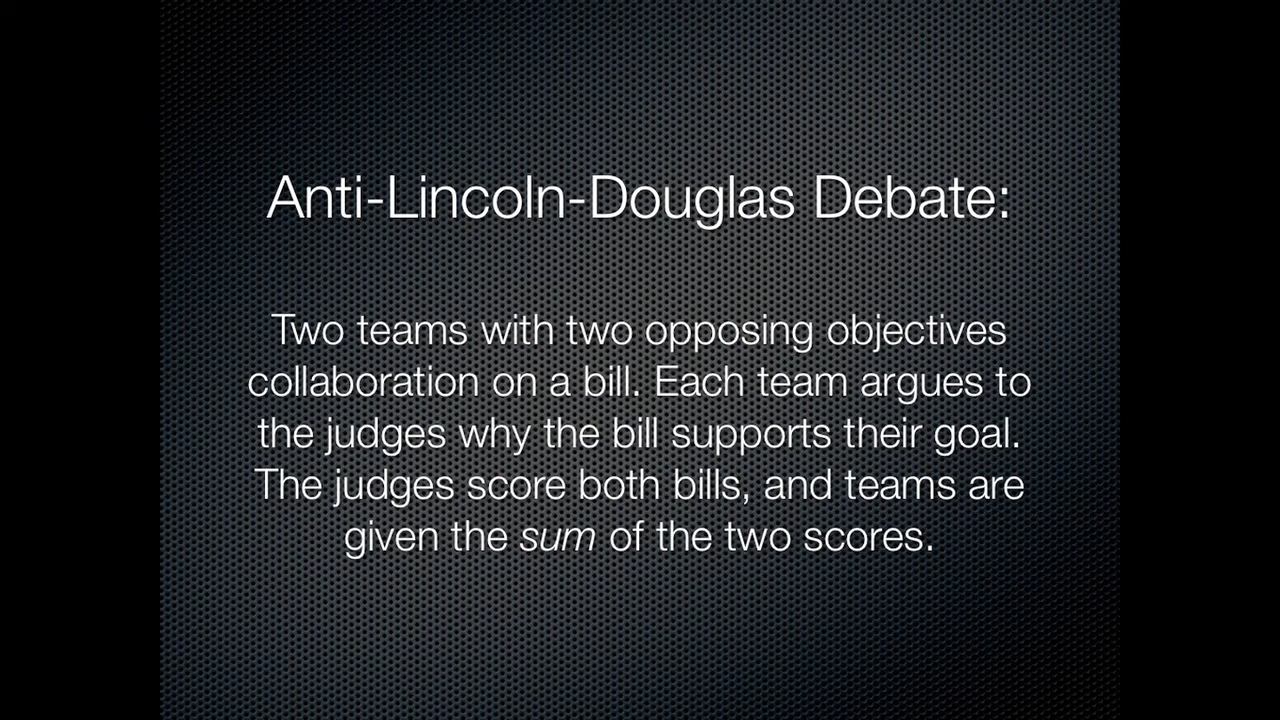 Anti-Lincoln-Douglas Debate:
Two teams with two opposing objectives
collaboration on a bill. Each team argues to
the judges why the bill supports their goal.
The judges score both bills, and teams are
given the sum of the two scores.